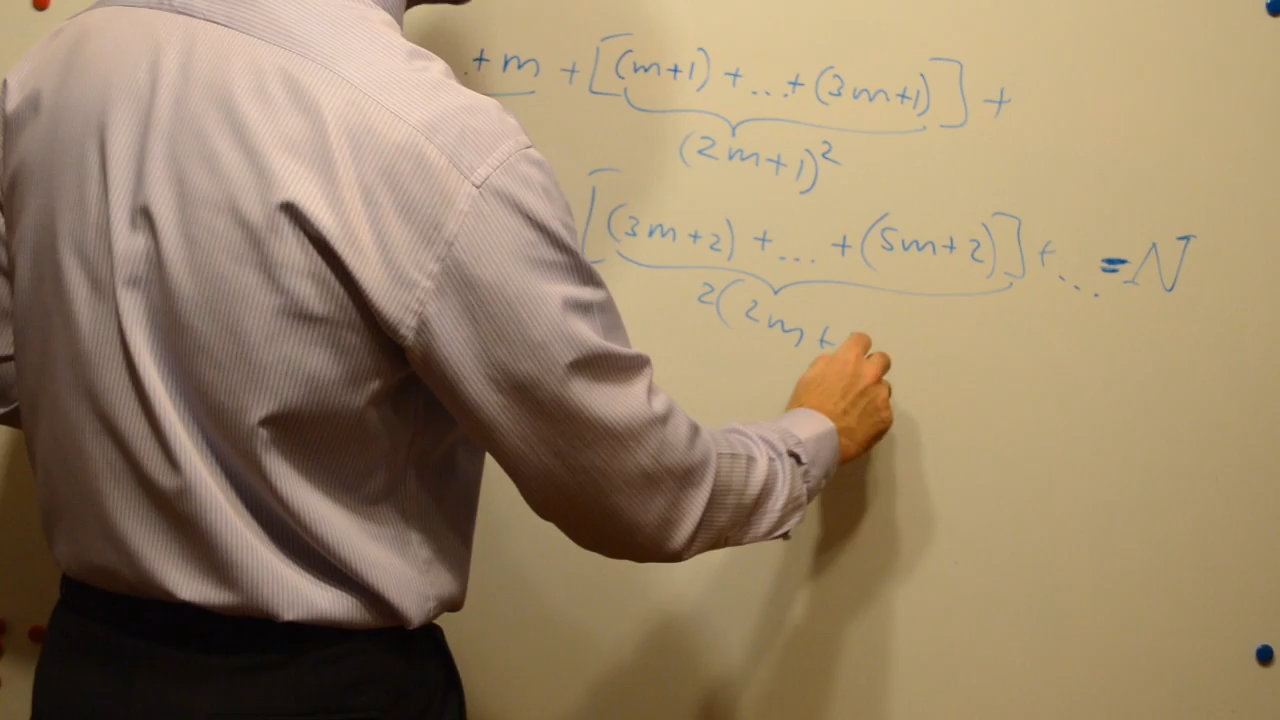 .+m + [(m+1) + ... + (3m+1)] +
(2m+1)²
[(3m+2) + ... + (5m+2)] + ... = N
2(2m +